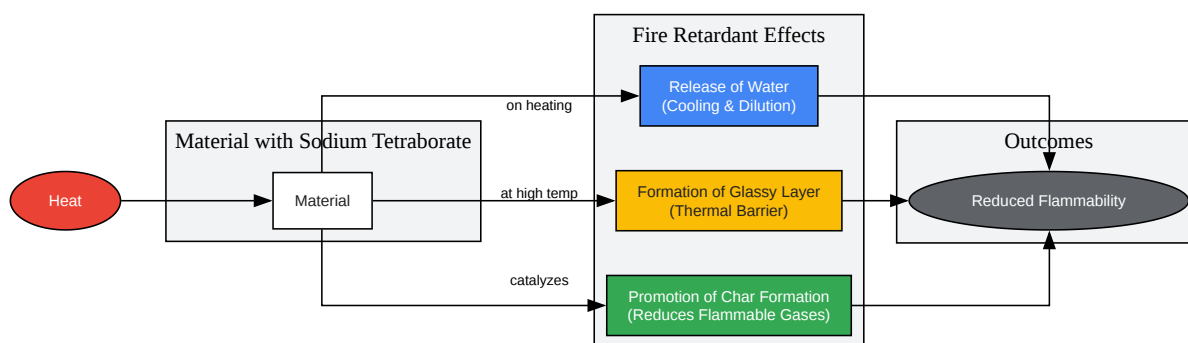 Fire Retardant Effects
Release of Water
(Cooling & Dilution)
on heating
Material with Sodium Tetraborate
Outcomes
Heat
Material
at high temp
Formation of Glassy Layer
(Thermal Barrier)
Reduced Flammability
catalyzes
Promotion of Char Formation
(Reduces Flammable Gases)